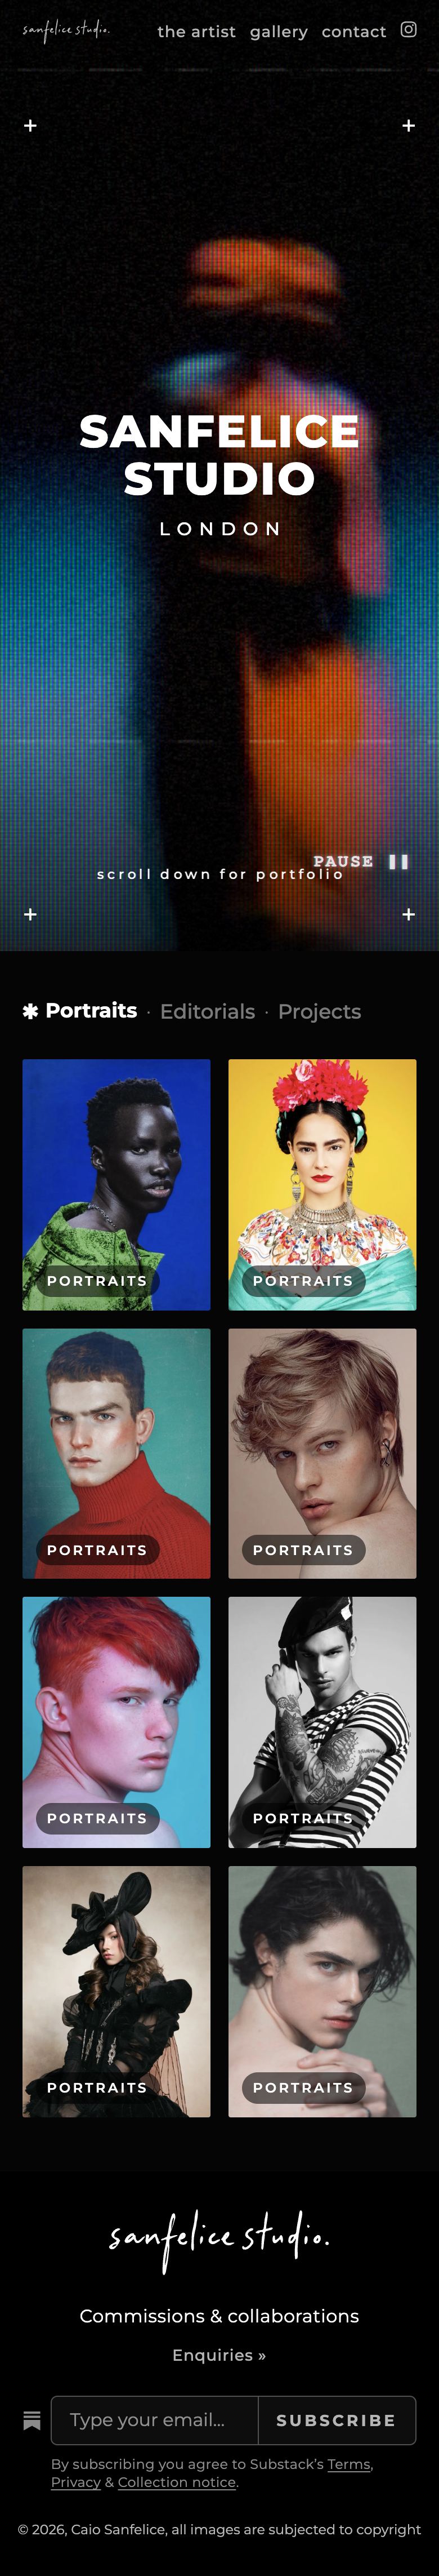 sanfelice studio.
the artist gallery contact
SANFELICE
STUDIO
LONDON
PAUSE
scroll down for portfolio
✱ Portraits · Editorials · Projects
PORTRAITS
PORTRAITS
PORTRAITS
PORTRAITS
PORTRAITS
PORTRAITS
PORTRAITS
PORTRAITS
sanfelice studio.
Commissions & collaborations
Enquiries »
Type your email...
SUBSCRIBE
By subscribing you agree to Substack's Terms,
Privacy & Collection notice.
© 2026, Caio Sanfelice, all images are subjected to copyright